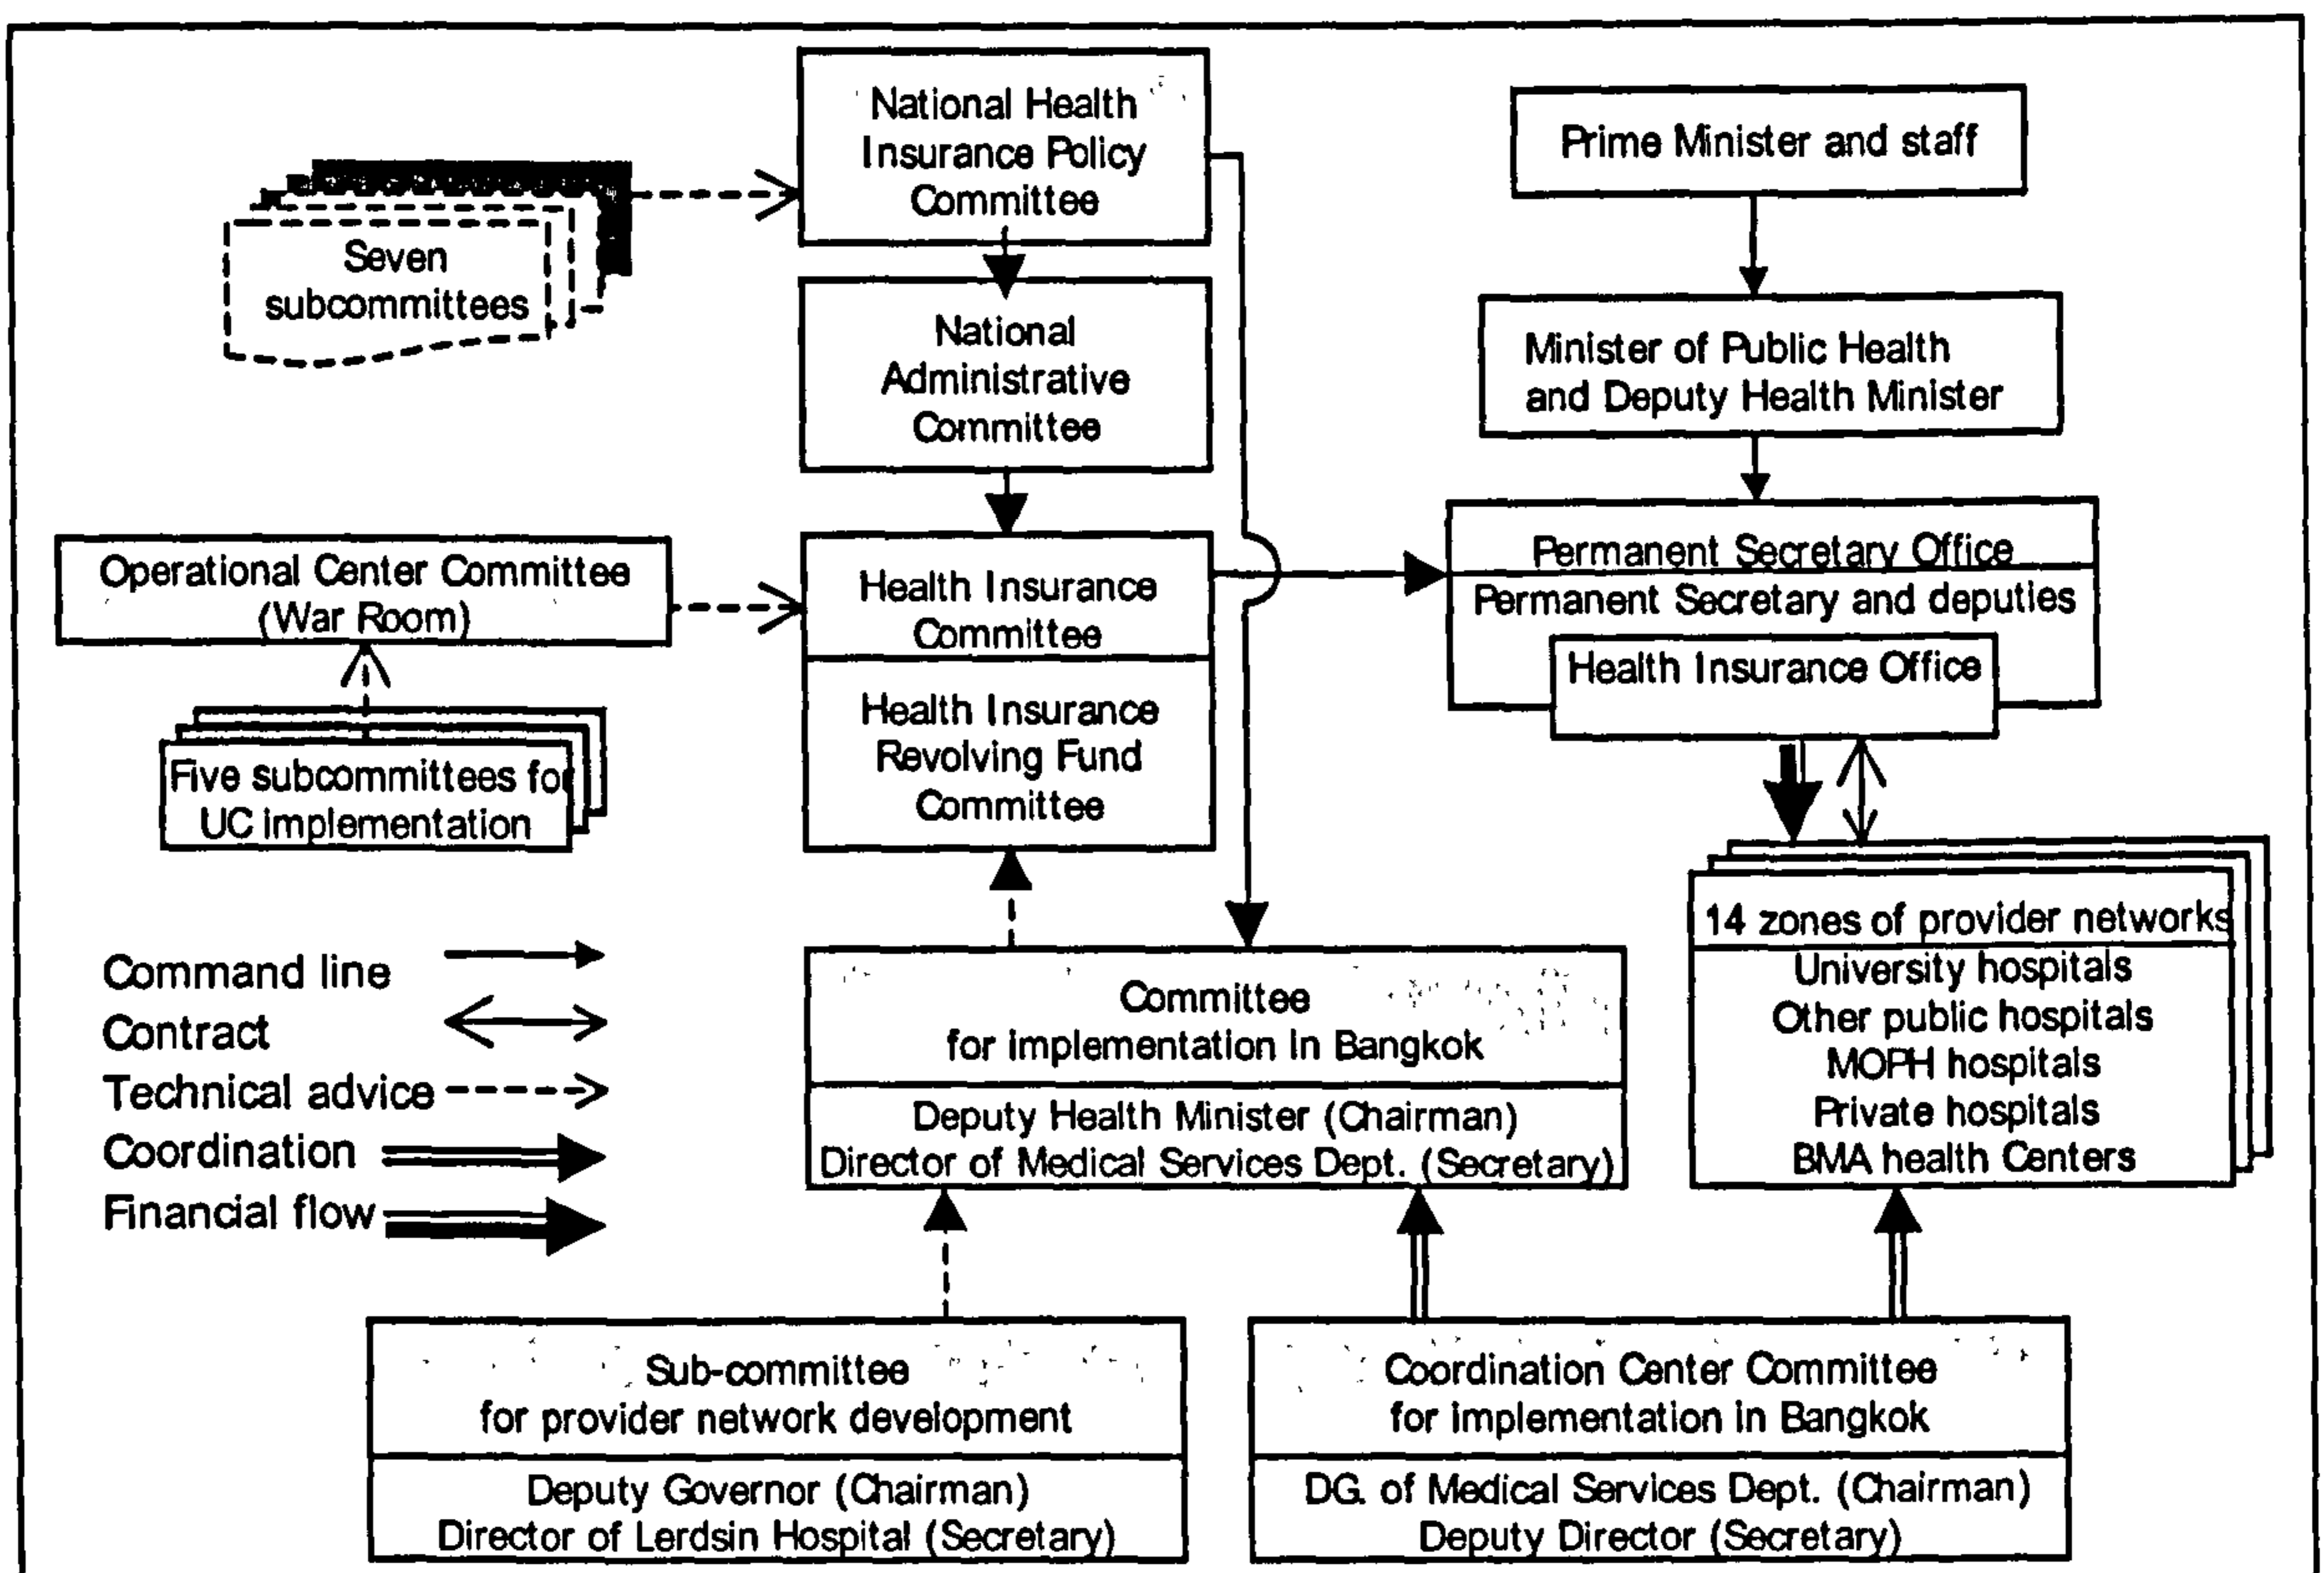 National Health
Insurance Policy
Committee
Prime Minister and staff
Seven
subcommittees
National
Administrative
Committee
Minister of Public Health
and Deputy Health Minister
Operational Center Committee
(War Room)
Health Insurance
Committee
Permanent Secretary Office
Permanent Secretary and deputies
Health Insurance Office
Health Insurance
Revolving Fund
Committee
Five subcommittees for
UC implementation
14 zones of provider networks
University hospitals
Other public hospitals
MOPH hospitals
Private hospitals
BMA health Centers
Command line
Contract
Technical advice
Coordination
Financial flow
Committee
for implementation in Bangkok
Deputy Health Minister (Chairman)
Director of Medical Services Dept. (Secretary)
Sub-committee
for provider network development
Deputy Governor (Chairman)
Director of Lerdsin Hospital (Secretary)
Coordination Center Committee
for implementation in Bangkok
DG. of Medical Services Dept. (Chairman)
Deputy Director (Secretary)